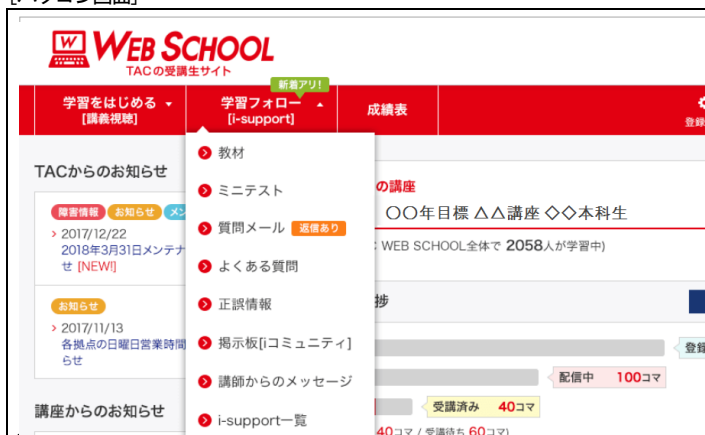 [パソコン画面]
WEB SCHOOL
TACの受講生サイト
新着アリ!
学習をはじめる
[講義視聴]
学習フォロー
[i-support]
成績表
TACからのお知らせ
障害情報 お知らせ
2017/12/22
2018年3月31日メンテナ
せ [NEW!]
お知らせ
2017/11/13
各拠点の日曜日営業時間
らせ
講座からのお知らせ
教材
ミニテスト
質問メール 返信あり
よくある質問
正誤情報
掲示板[iコミュニティ]
講師からのメッセージ
i-support一覧
の講座
〇〇年目標 △△講座 ◇◇本科生
WEB SCHOOL全体で 2058人が学習中)
捗
配信中 100コマ
受講済み 40コマ
40コマ / 受講待ち 60コマ)